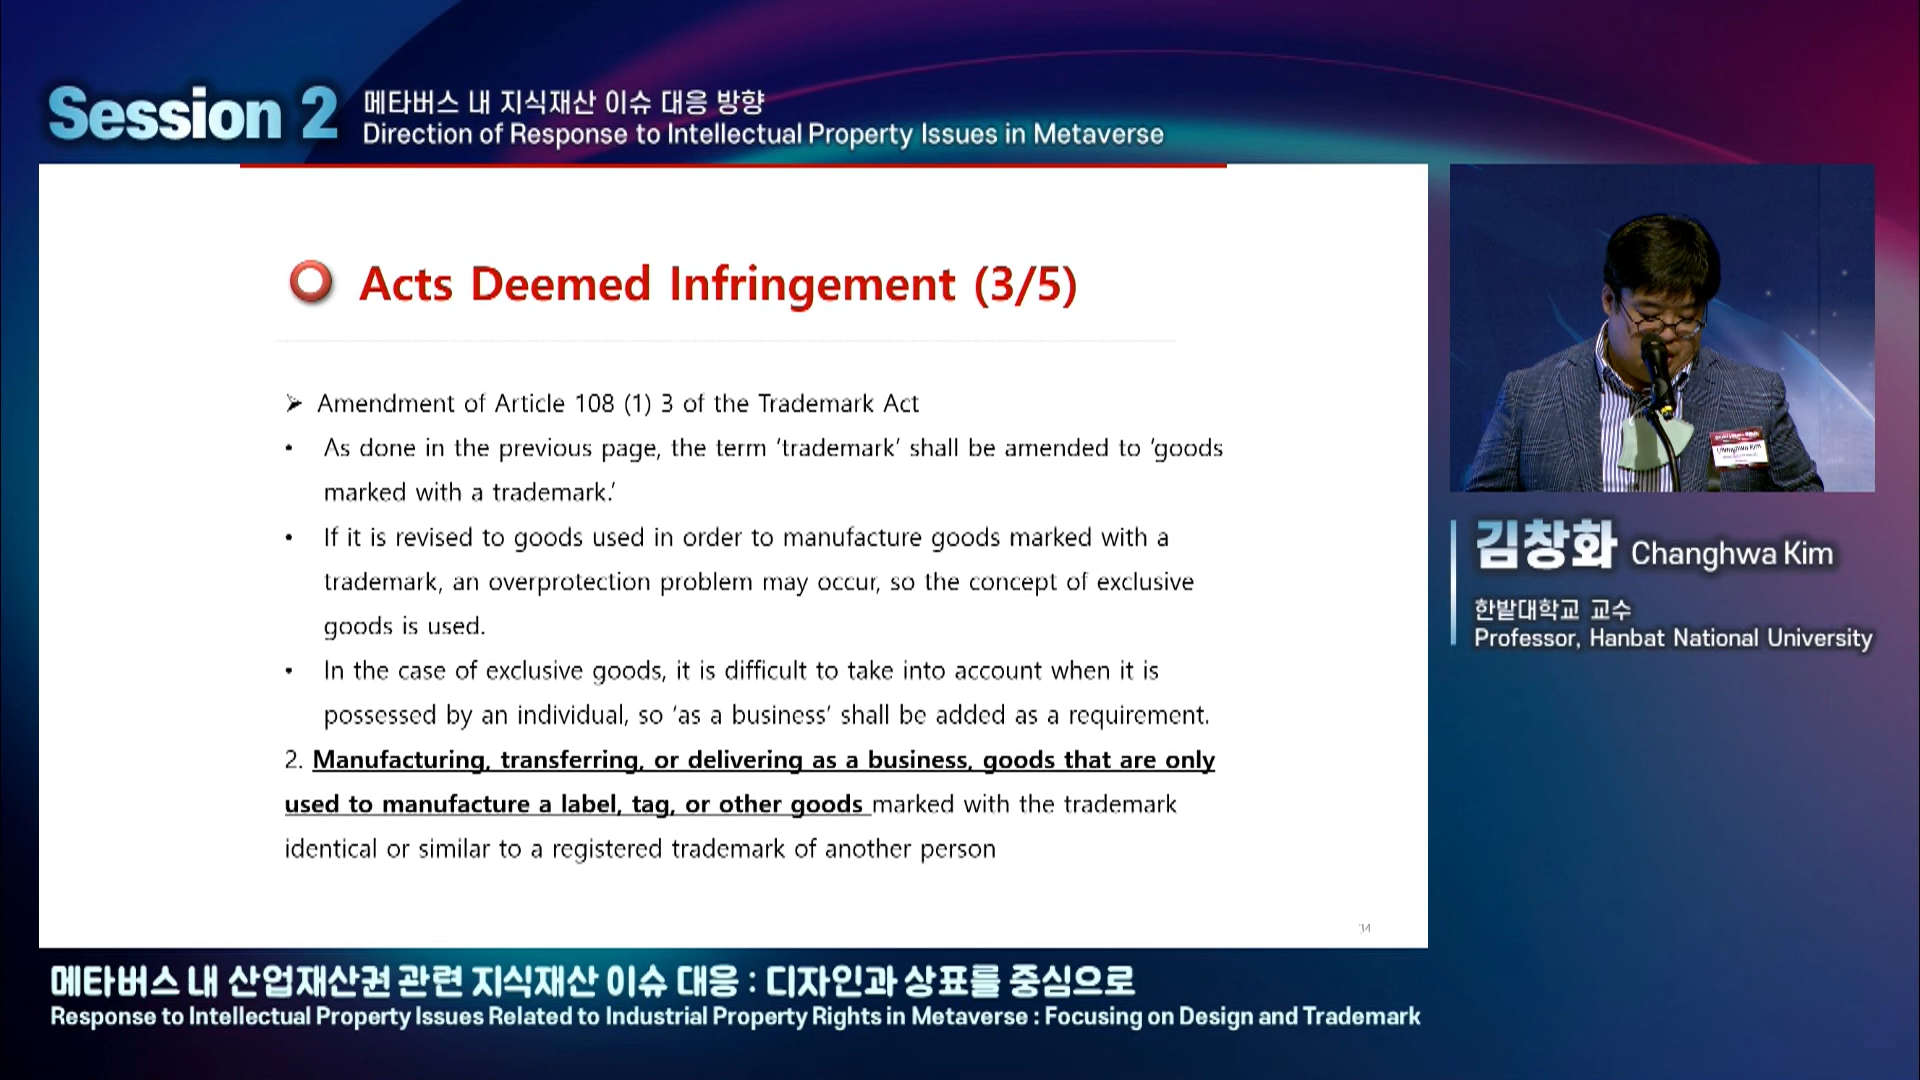 Session 2
메타버스 내 지식재산 이슈 대응 방향
Direction of Response to Intellectual Property Issues in Metaverse
Acts Deemed Infringement (3/5)
➢ Amendment of Article 108 (1) 3 of the Trademark Act
• As done in the previous page, the term ‘trademark’ shall be amended to ‘goods
marked with a trademark.’
• If it is revised to goods used in order to manufacture goods marked with a
trademark, an overprotection problem may occur, so the concept of exclusive
goods is used.
• In the case of exclusive goods, it is difficult to take into account when it is
possessed by an individual, so ‘as a business’ shall be added as a requirement.
2. Manufacturing, transferring, or delivering as a business, goods that are only
used to manufacture a label, tag, or other goods marked with the trademark
identical or similar to a registered trademark of another person
김창화 Changhwa Kim
한밭대학교 교수
Professor, Hanbat National University
메타버스 내 산업재산권 관련 지식재산 이슈 대응 : 디자인과 상표를 중심으로
Response to Intellectual Property Issues Related to Industrial Property Rights in Metaverse : Focusing on Design and Trademark